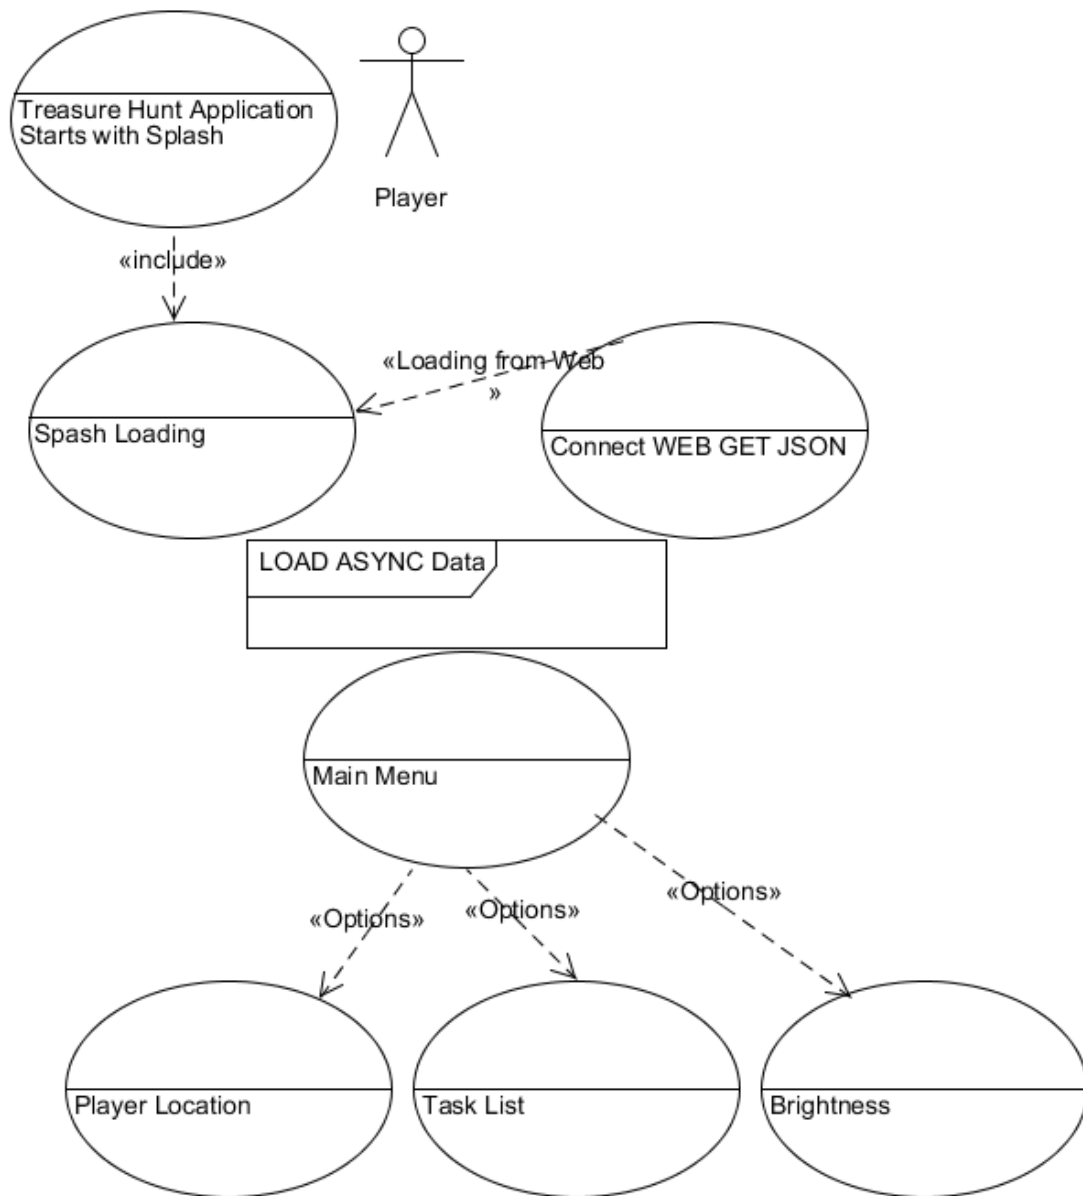 Treasure Hunt Application
Starts with Splash
Player
«include»
«Loading from Web
»
Spash Loading
Connect WEB GET JSON
LOAD ASYNC Data
Main Menu
«Options»
«Options»
«Options»
Player Location
Task List
Brightness